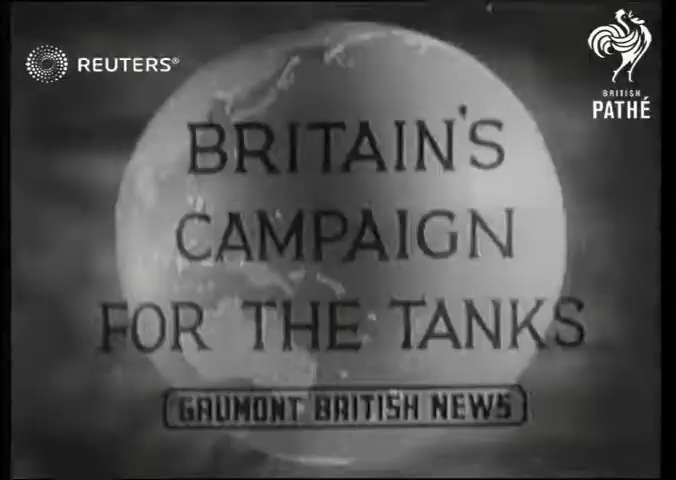 REUTERS®
BRITISH
PATHÉ
BRITAIN'S
CAMPAIGN
FOR THE TANKS
GAUMONT BRITISH NEWS